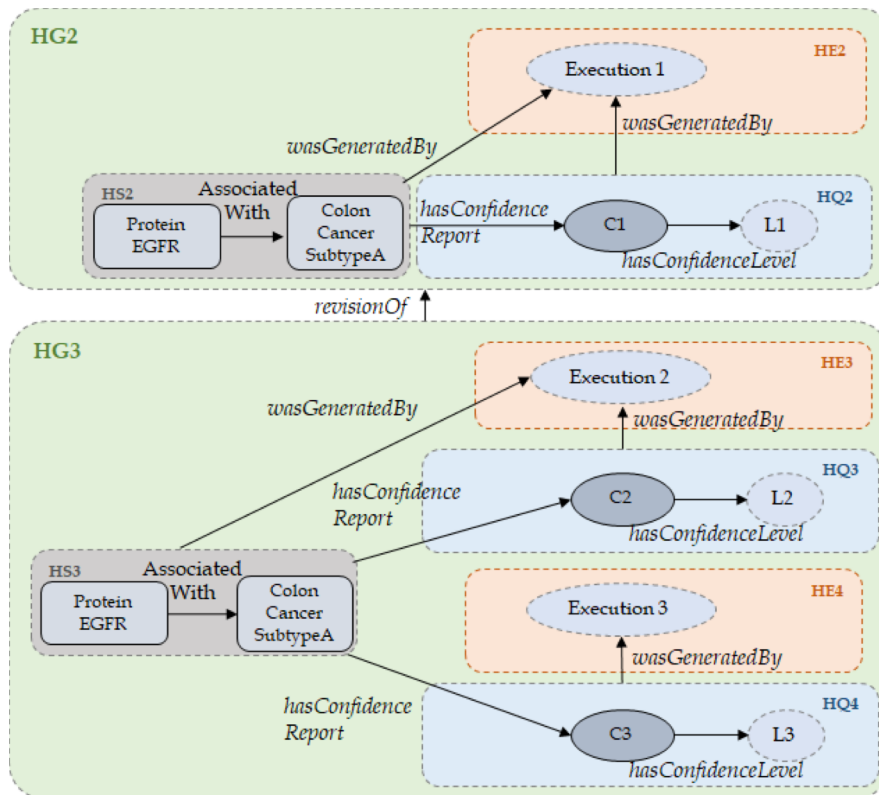 HG2
HE2
Execution 1
wasGeneratedBy
wasGeneratedBy
HS2
Associated
With
Protein
EGFR
Colon
Cancer
SubtypeA
hasConfidence
Report
HQ2
C1
L1
hasConfidenceLevel
revisionOf
HG3
HE3
Execution 2
wasGeneratedBy
wasGeneratedBy
HQ3
hasConfidence
Report
C2
L2
hasConfidenceLevel
HS3
Associated
With
Protein
EGFR
Colon
Cancer
SubtypeA
HE4
Execution 3
wasGeneratedBy
HQ4
hasConfidence
Report
C3
L3
hasConfidenceLevel